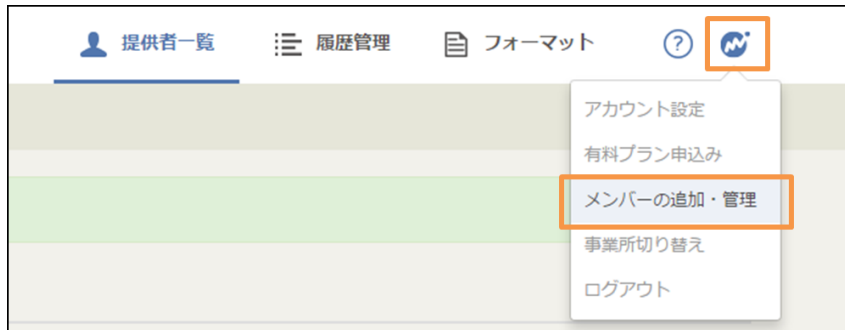 提供者一覧 履歴管理 フォーマット ?
アカウント設定
有料プラン申込み
メンバーの追加・管理
事業所切り替え
ログアウト